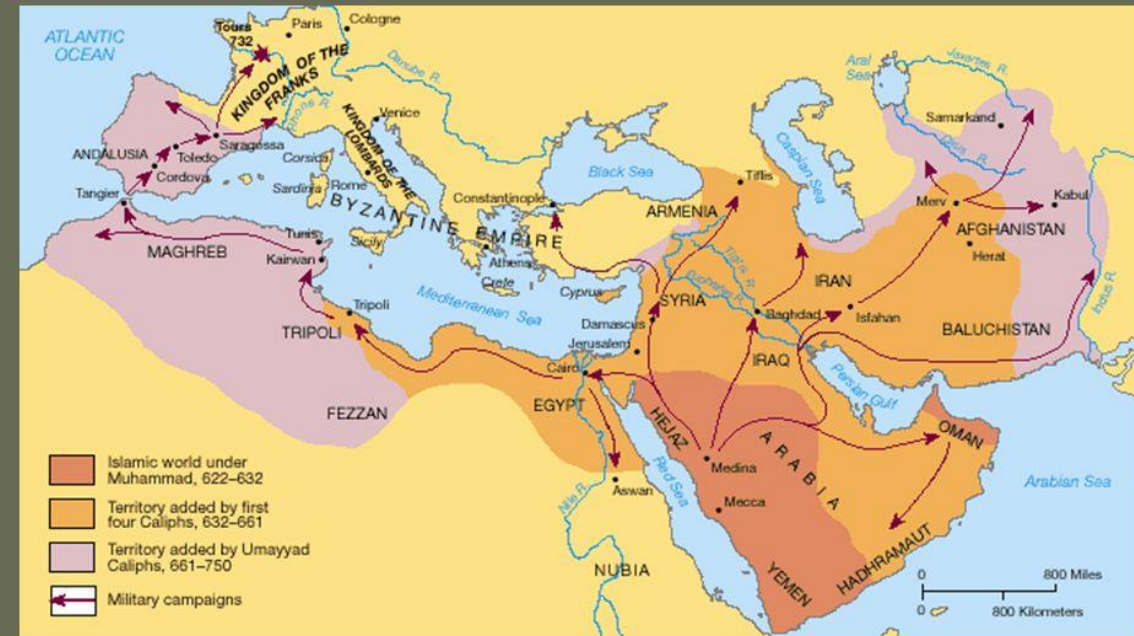 ATLANTIC
OCEAN
Tours
732
Paris
Cologne
KINGDOM OF THE
FRANKS
Rhone R.
Danube R.
Venice
KINGDOM OF THE
LOMBARDS
Corsica
Sardinia
Rome
ANDALUSIA
Saragossa
Toledo
Cordova
Tangier
MAGHREB
Tunis
Kairwan
Sicily
BYZANTINE EMPIRE
Constantinople
Athens
Crete
Cyprus
Mediterranean Sea
Black Sea
Caspian Sea
Aral
Sea
Jaxartes R.
Oxus R.
Samarkand
Tiflis
ARMENIA
Merv
Kabul
AFGHANISTAN
Herat
IRAN
Tigris R.
Euphrates R.
SYRIA
Damascus
Jerusalem
Baghdad
Isfahan
IRAQ
BALUCHISTAN
Indus R.
Persian Gulf
Tripoli
TRIPOLI
FEZZAN
Cairo
EGYPT
Aswan
Nile R.
NUBIA
Red Sea
HEJAZ
ARABIA
Medina
Mecca
YEMEN
OMAN
HADHRAMAUT
Arabian Sea
Islamic world under
Muhammad, 622–632
Territory added by first
four Caliphs, 632–661
Territory added by Umayyad
Caliphs, 661–750
Military campaigns
0 800 Miles
0 800 Kilometers